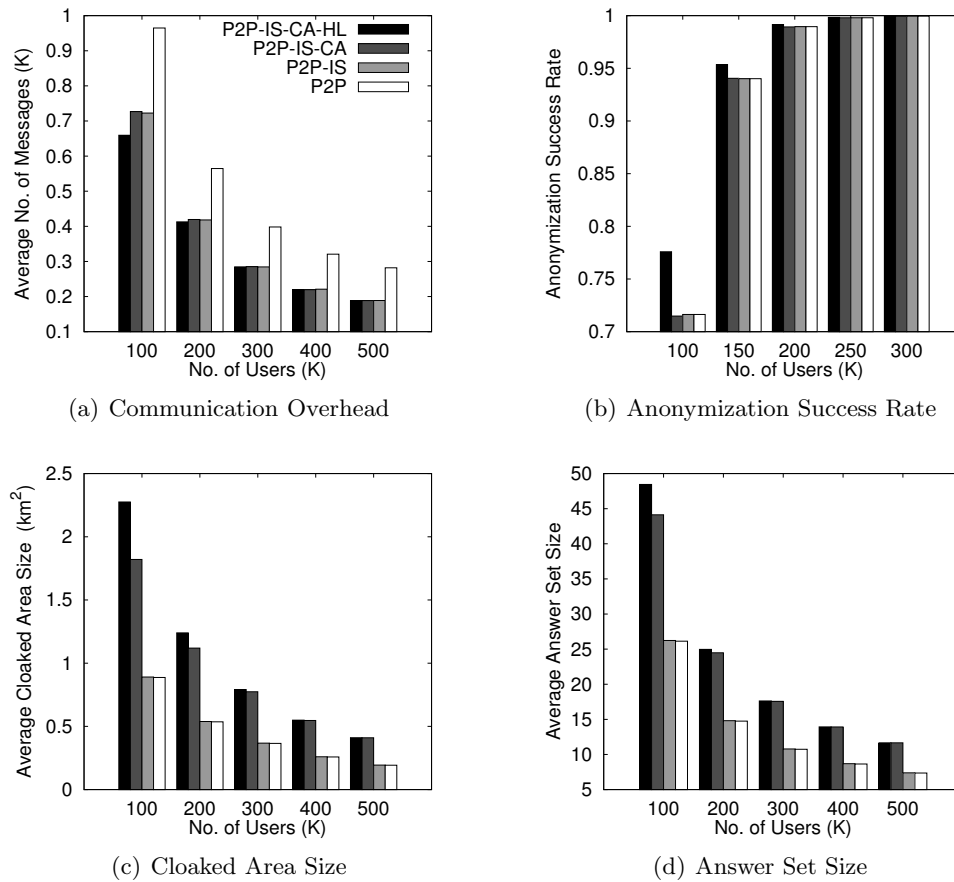 1
0.9
0.8
0.7
0.6
0.5
0.4
0.3
0.2
0.1
Average No. of Messages (K)
P2P-IS-CA-HL
P2P-IS-CA
P2P-IS
P2P
100 200 300 400 500
No. of Users (K)
(a) Communication Overhead
1
0.95
0.9
0.85
0.8
0.75
0.7
Anonymization Success Rate
100 150 200 250 300
No. of Users (K)
(b) Anonymization Success Rate
2.5
2
1.5
1
0.5
0
Average Cloaked Area Size (km²)
100 200 300 400 500
No. of Users (K)
(c) Cloaked Area Size
50
45
40
35
30
25
20
15
10
5
Average Answer Set Size
100 200 300 400 500
No. of Users (K)
(d) Answer Set Size